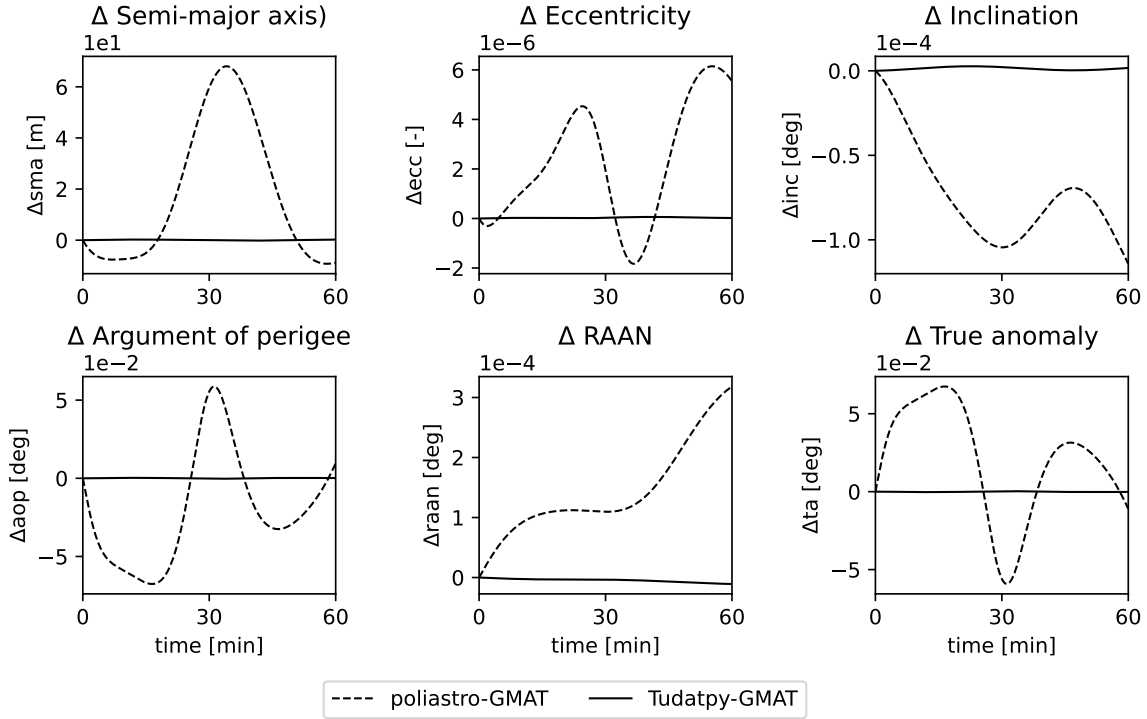 Δ Semi-major axis)
1e1
6
4
2
0
Δsma [m]
0 30 60
Δ Eccentricity
1e−6
6
4
2
0
−2
Δecc [-]
0 30 60
Δ Inclination
1e−4
0.0
−0.5
−1.0
Δinc [deg]
0 30 60
Δ Argument of perigee
1e−2
5
0
−5
Δaop [deg]
0 30 60
time [min]
Δ RAAN
1e−4
3
2
1
0
Δraan [deg]
0 30 60
time [min]
Δ True anomaly
1e−2
5
0
−5
Δta [deg]
0 30 60
time [min]
poliastro-GMAT Tudatpy-GMAT